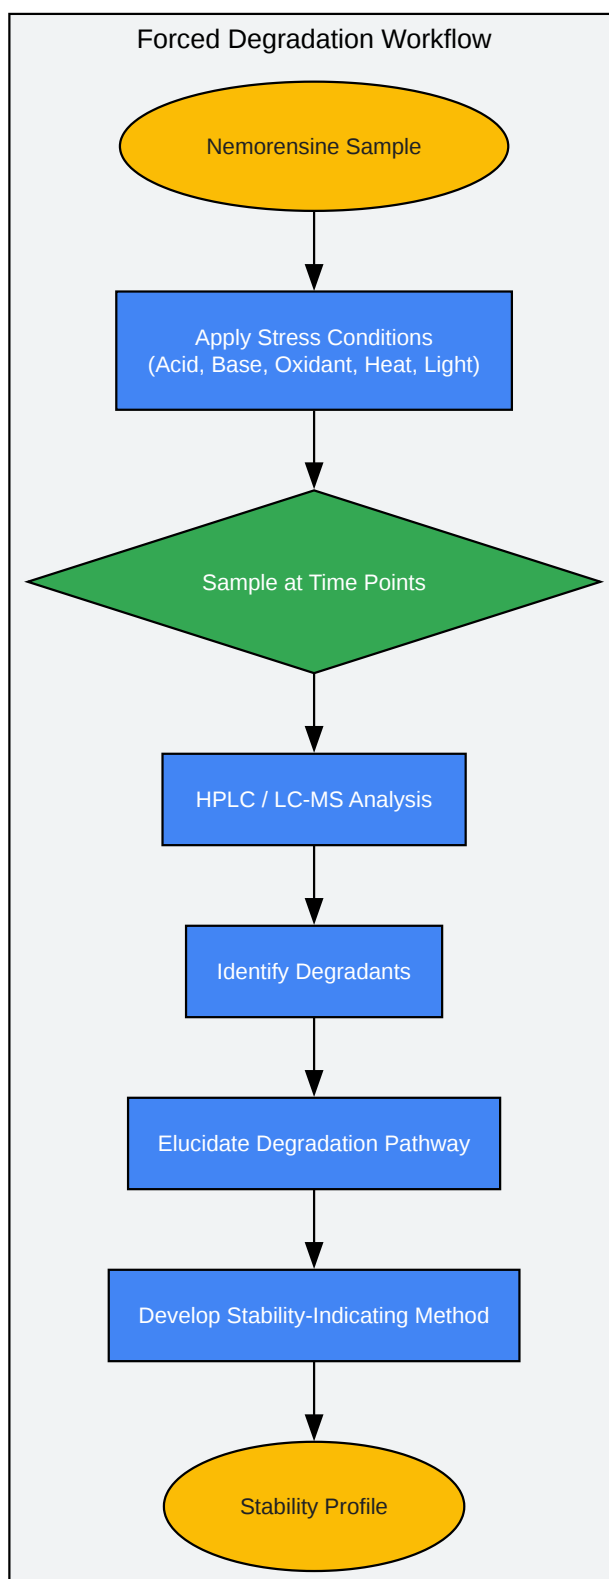 Forced Degradation Workflow
Nemorensine Sample
Apply Stress Conditions
(Acid, Base, Oxidant, Heat, Light)
Sample at Time Points
HPLC / LC-MS Analysis
Identify Degradants
Elucidate Degradation Pathway
Develop Stability-Indicating Method
Stability Profile